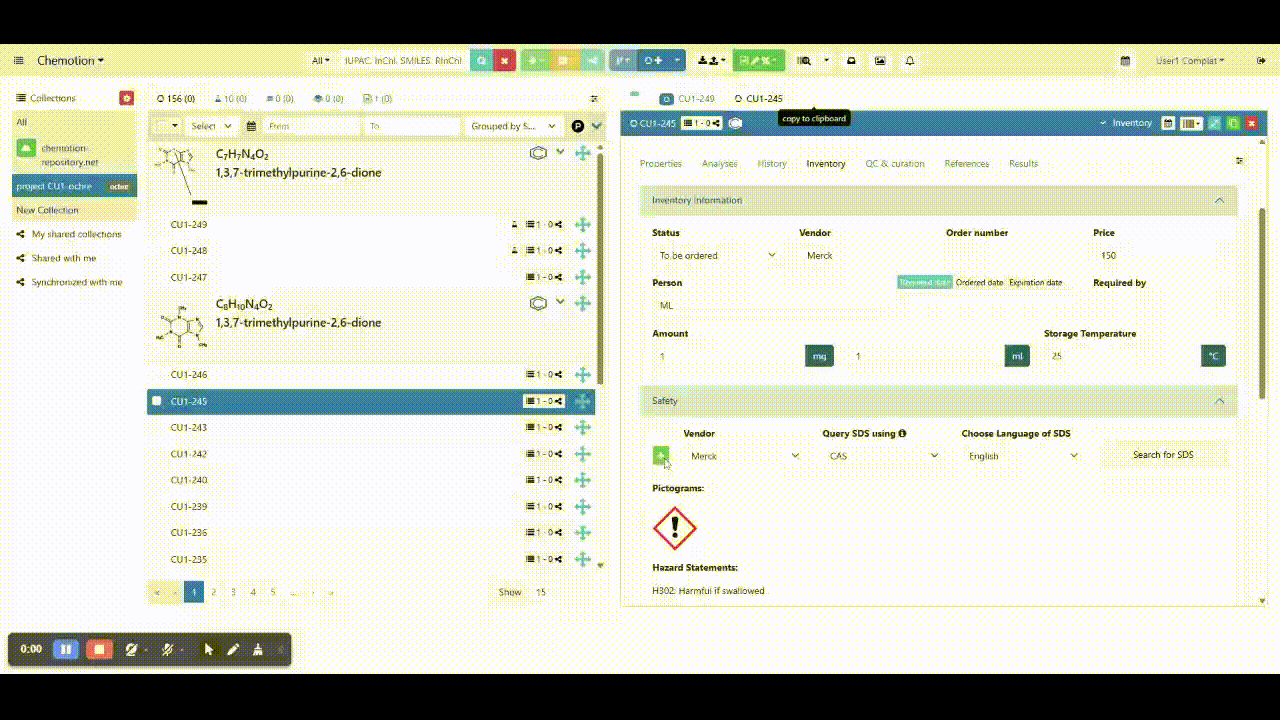 Chemotion
All
IUPAC, InChI, SMILES, RInChI
User1 Complat
Collections
All
chemotion-
repository.net
project CU1-ochre
ochre
New Collection
My shared collections
Shared with me
Synchronized with me
156 (0)
10 (0)
0 (0)
0 (0)
1 (0)
Select
From
To
Grouped by S...
P
C7H7N4O2
1,3,7-trimethylpurine-2,6-dione
CU1-249
1 - 0
CU1-248
1 - 0
CU1-247
1 - 0
C8H10N4O2
1,3,7-trimethylpurine-2,6-dione
CU1-246
1 - 0
CU1-245
1 - 0
CU1-243
1 - 0
CU1-242
1 - 0
CU1-240
1 - 0
CU1-239
1 - 0
CU1-236
1 - 0
CU1-235
1 - 0
« ‹ 1 2 3 4 5 ... › »
Show 15
CU1-249
CU1-245
copy to clipboard
CU1-245
1 - 0
Inventory
Properties
Analyses
History
Inventory
QC & curation
References
Results
Inventory Information
Status
Vendor
Order number
Price
To be ordered
Merck
150
Person
Ordered date
Expiration date
Required by
ML
Amount
Storage Temperature
1
mg
1
ml
25
°C
Safety
Vendor
Query SDS using
Choose Language of SDS
Merck
CAS
English
Search for SDS
Pictograms:
Hazard Statements:
H302: Harmful if swallowed
0:00